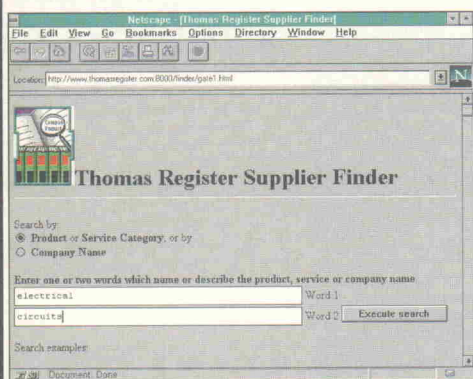 Netscape - [Thomas Register Supplier Finder]
File Edit View Go Bookmarks Options Directory Window Help
Location: http://www.thomasregister.com:8000/finder/gate1.html
N
Thomas Register Supplier Finder
Search by:
Product or Service Category, or by
Company Name
Enter one or two words which name or describe the product, service or company name
electrical Word 1
circuits Word 2 Execute search
Search examples:
Document: Done